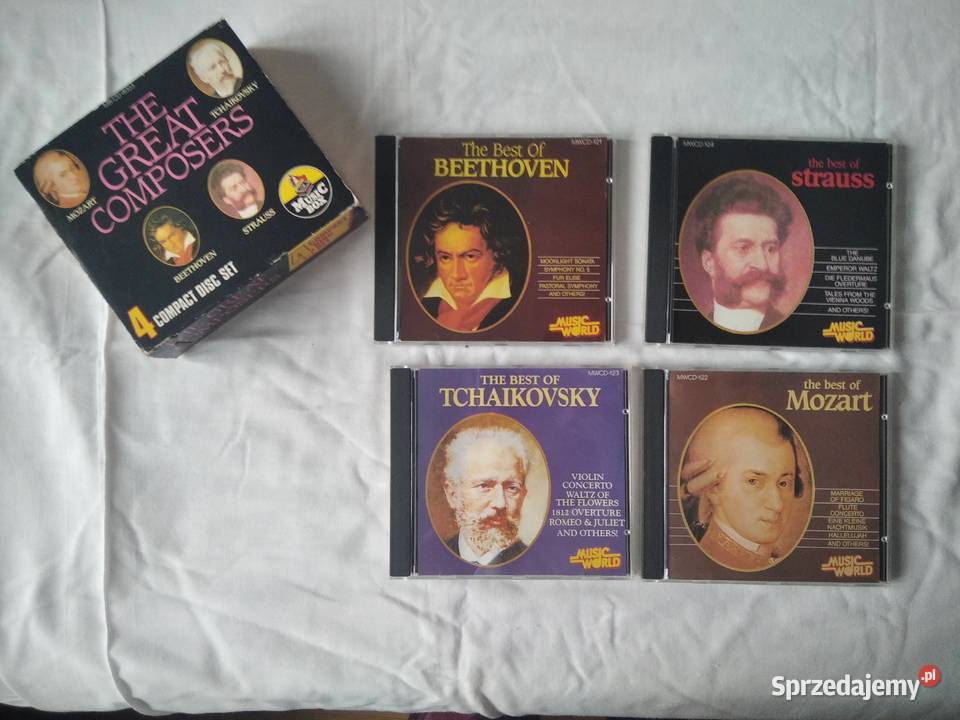 THE
GREAT
COMPOSERS
TCHAIKOVSKY
MOZART
STRAUSS
BEETHOVEN
MUSIC
BOX
4 COMPACT DISC SET
The Best Of
BEETHOVEN
MWCD-121
MOONLIGHT SONATA
SYMPHONY NO. 5
FUR ELISE
PASTORAL SYMPHONY
AND OTHERS!
MUSIC
WORLD
MWCD-124
the best of
strauss
THE
BLUE DANUBE
EMPEROR WALTZ
DIE FLEDERMAUS
OVERTURE
TALES FROM THE
VIENNA WOODS
AND OTHERS!
MUSIC
WORLD
MWCD-123
THE BEST OF
TCHAIKOVSKY
VIOLIN
CONCERTO
WALTZ OF
THE FLOWERS
1812 OVERTURE
ROMEO & JULIET
AND OTHERS!
MUSIC
WORLD
MWCD-122
the best of
Mozart
MARRIAGE
OF FIGARO
FLUTE
CONCERTO
EINE KLEINE
NACHTMUSIK
HALLELUJAH
AND OTHERS!
MUSIC
WORLD
Sprzedajemy.pl